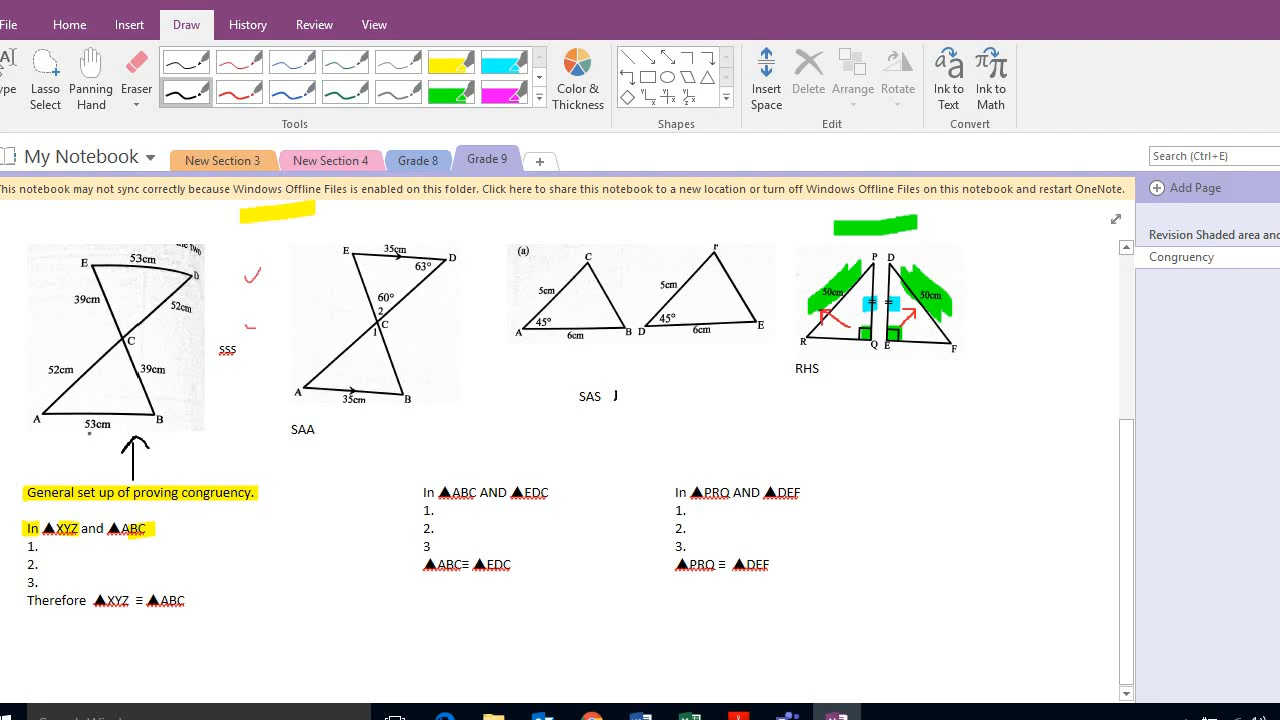 File Home Insert Draw History Review View
Lasso Select
Panning Hand
Eraser
Color & Thickness
Insert Space
Delete Arrange Rotate
Ink to Text
Ink to Math
Tools Shapes Edit Convert
My Notebook New Section 3 New Section 4 Grade 8 Grade 9
Search (Ctrl+E)
This notebook may not sync correctly because Windows Offline Files is enabled on this folder. Click here to share this notebook to a new location or turn off Windows Offline Files on this notebook and restart OneNote.
Add Page
Revision Shaded area and
Congruency
E 53cm D
39cm 52cm
C
52cm 39cm
A 53cm B
SSS
E 35cm D
63°
60°
2
C
1
A 35cm B
SAA
(a)
C
5cm
45°
A 6cm B
F
5cm
45°
D 6cm E
SAS
P D
50cm = = 50cm
R Q E F
RHS
General set up of proving congruency.
In ▲XYZ and ▲ABC
1.
2.
3.
Therefore ▲XYZ ≡ ▲ABC
In ▲ABC AND ▲EDC
1.
2.
3
▲ABC≡ ▲EDC
In ▲PRQ AND ▲DEF
1.
2.
3.
▲PRQ ≡ ▲DEF